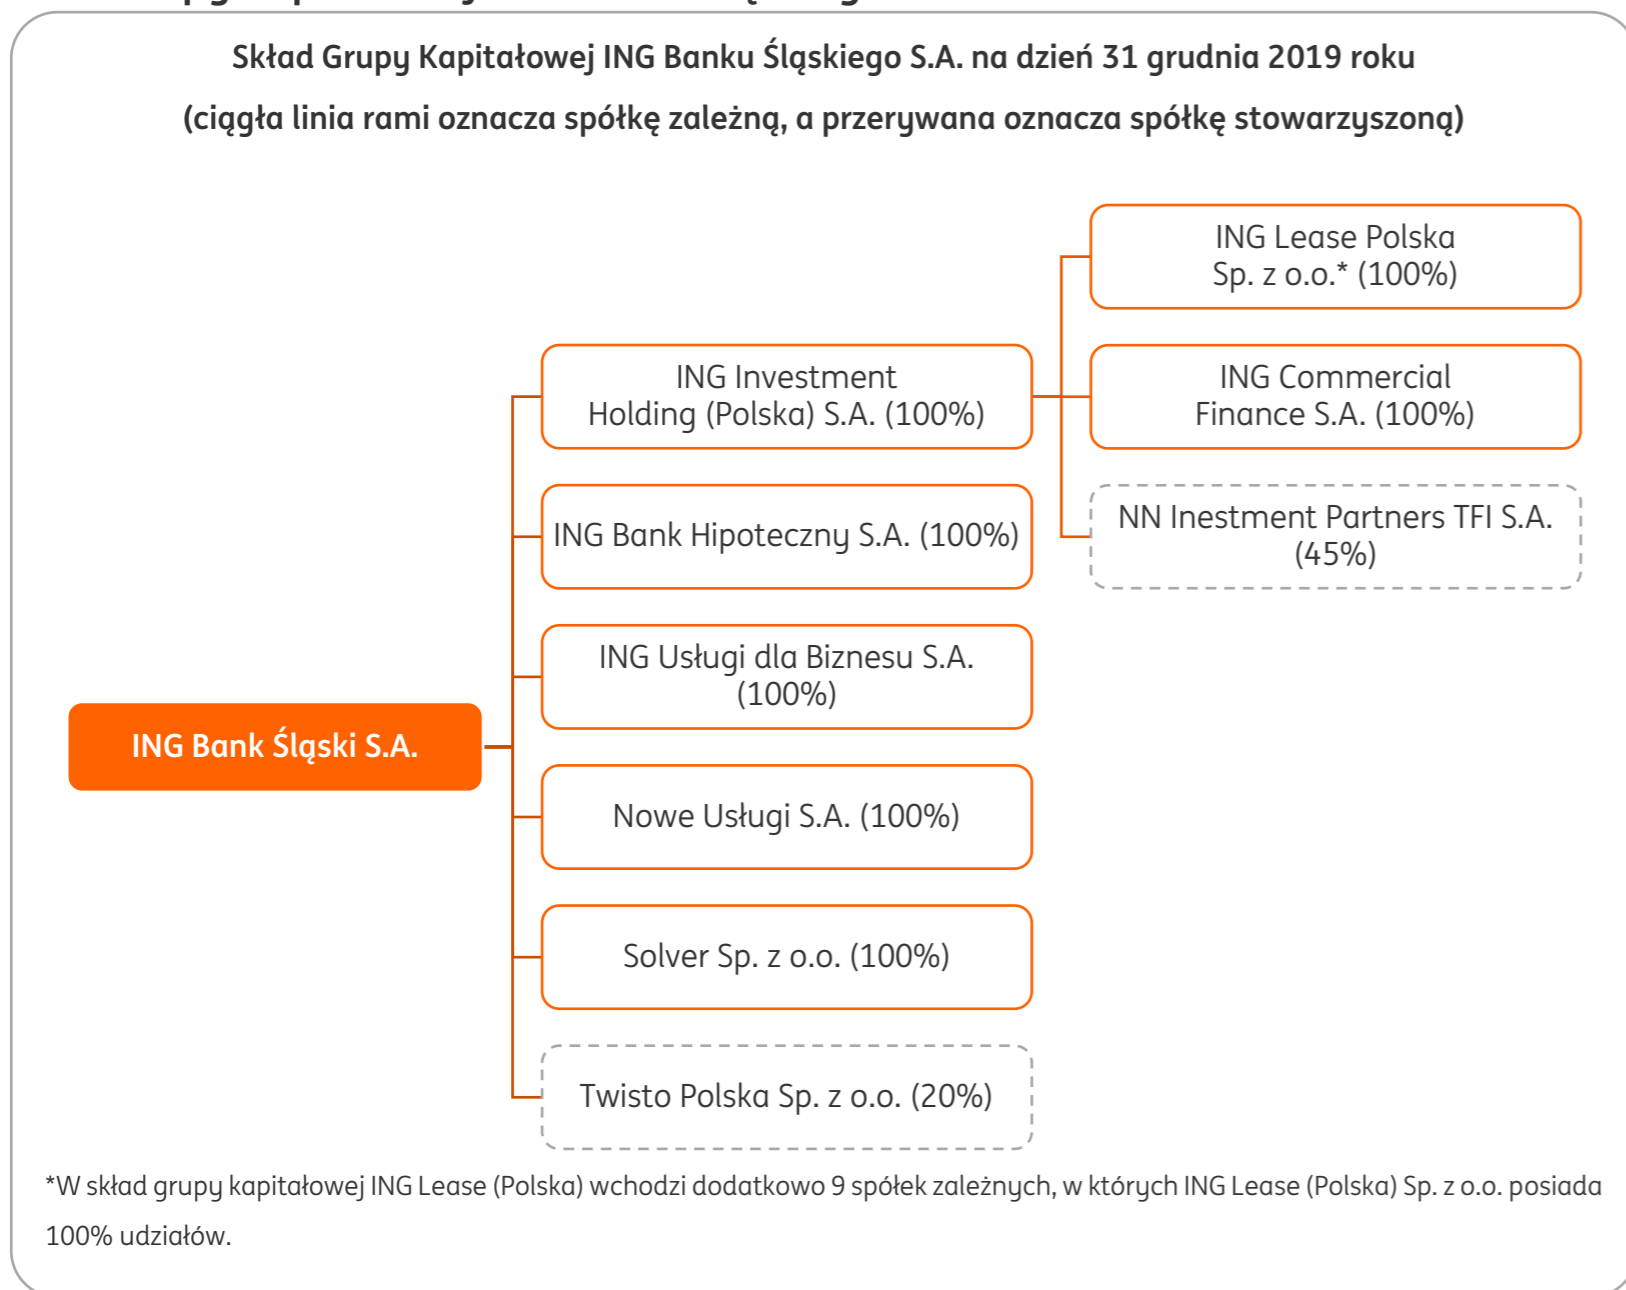 Skład Grupy Kapitałowej ING Banku Śląskiego S.A. na dzień 31 grudnia 2019 roku
(ciągła linia rami oznacza spółkę zależną, a przerywana oznacza spółkę stowarzyszoną)
ING Lease Polska
Sp. z o.o.* (100%)
ING Investment
Holding (Polska) S.A. (100%)
ING Commercial
Finance S.A. (100%)
ING Bank Hipoteczny S.A. (100%)
NN Inestment Partners TFI S.A.
(45%)
ING Usługi dla Biznesu S.A.
(100%)
ING Bank Śląski S.A.
Nowe Usługi S.A. (100%)
Solver Sp. z o.o. (100%)
Twisto Polska Sp. z o.o. (20%)
*W skład grupy kapitałowej ING Lease (Polska) wchodzi dodatkowo 9 spółek zależnych, w których ING Lease (Polska) Sp. z o.o. posiada
100% udziałów.